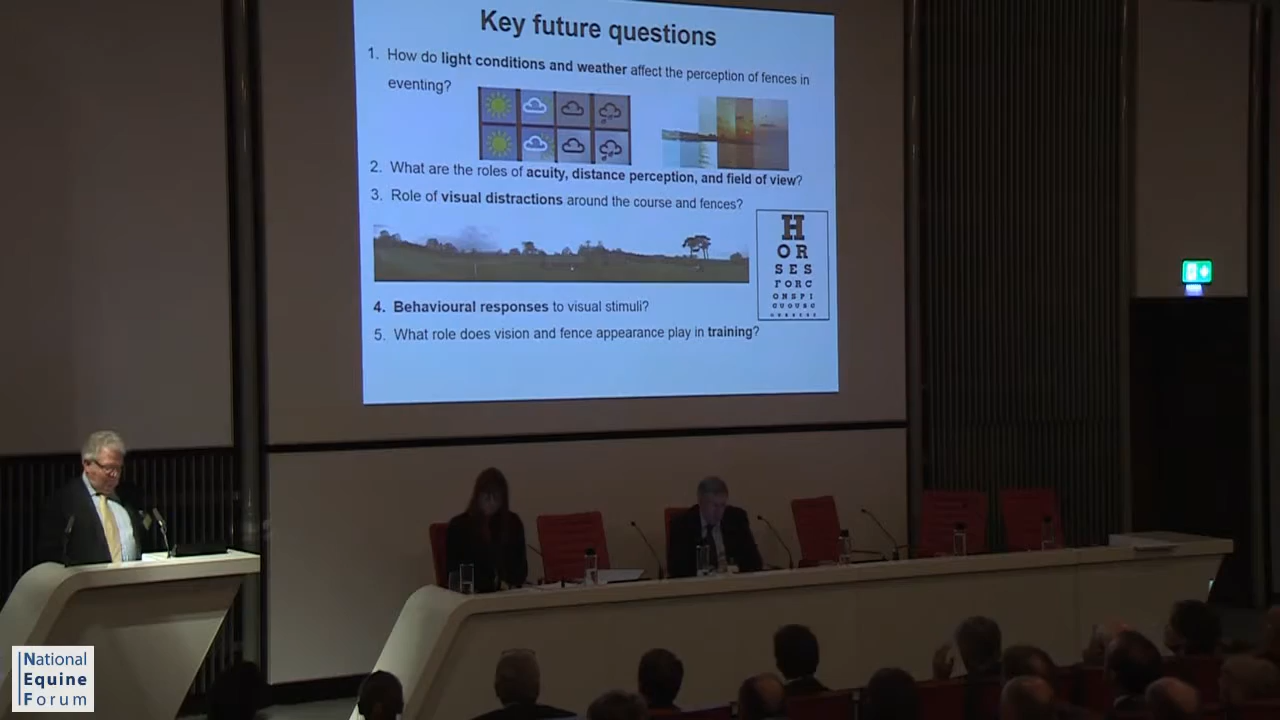 Key future questions
1. How do light conditions and weather affect the perception of fences in
eventing?
2. What are the roles of acuity, distance perception, and field of view?
3. Role of visual distractions around the course and fences?
H
OR
SES
FORC
ONSPI
CUOUSC
4. Behavioural responses to visual stimuli?
5. What role does vision and fence appearance play in training?
National
Equine
Forum